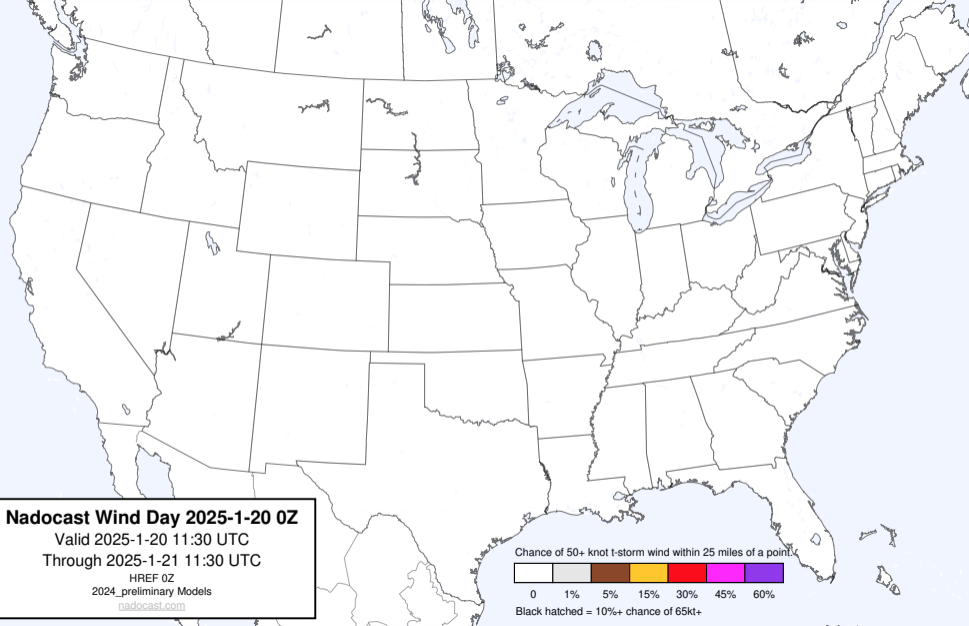 Nadocast Wind Day 2025-1-20 0Z
Valid 2025-1-20 11:30 UTC
Through 2025-1-21 11:30 UTC
HREF 0Z
2024_preliminary Models
nadocast.com
Chance of 50+ knot t-storm wind within 25 miles of a point.
0 1% 5% 15% 30% 45% 60%
Black hatched = 10%+ chance of 65kt+